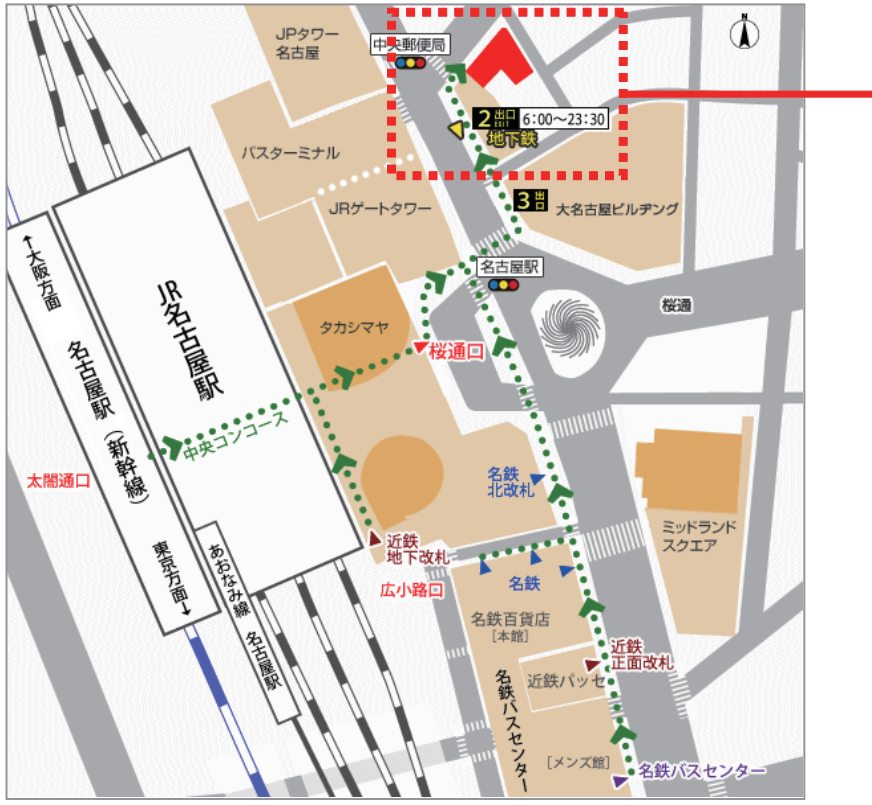 JPタワー
名古屋
中央郵便局
N
2 出口 EXIT 6:00〜23:30
地下鉄
バスターミナル
3 出口
JRゲートタワー
大名古屋ビルヂング
↑大阪方面
名古屋駅
桜通
JR名古屋駅
タカシマヤ
桜通口
名古屋駅(新幹線)
中央コンコース
太閤通口
名鉄
北改札
ミッドランド
スクエア
東京方面↓
近鉄
地下改札
あおなみ線 名古屋駅
広小路口
名鉄
名鉄百貨店
[本館]
近鉄
正面改札
近鉄パッセ
名鉄バスセンター
[メンズ館]
名鉄バスセンター